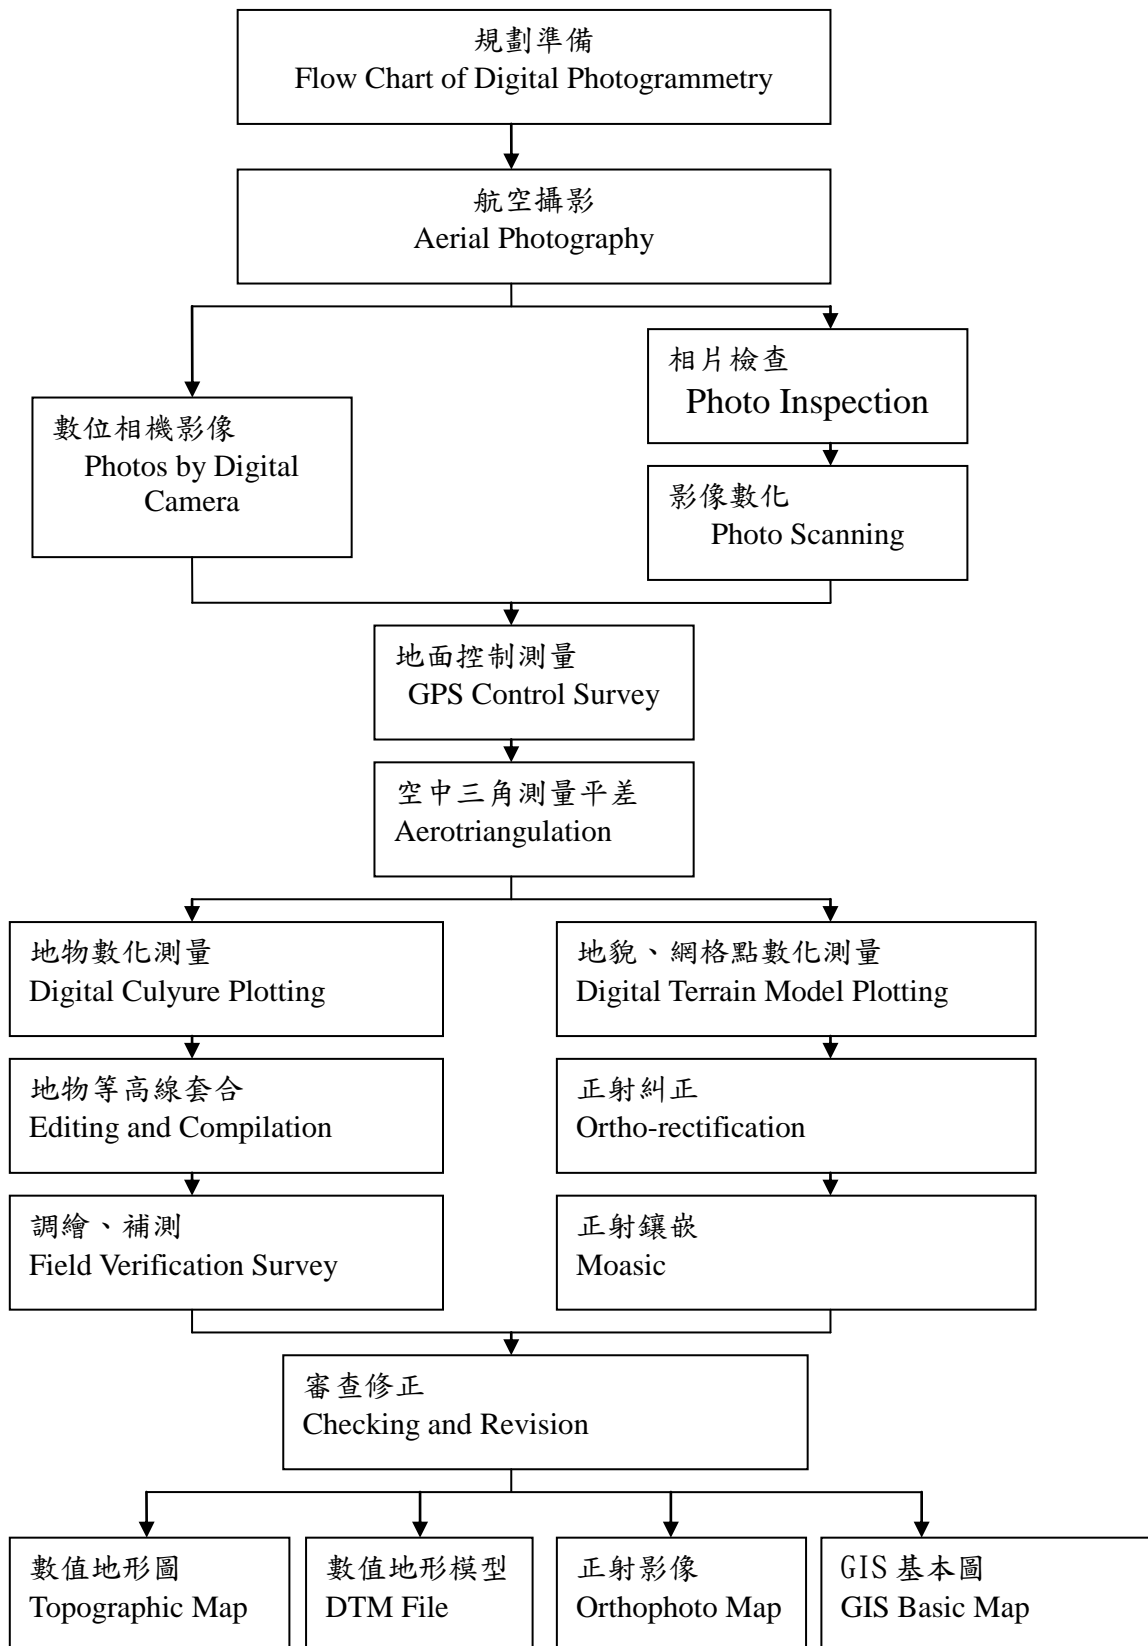 規劃準備
Flow Chart of Digital Photogrammetry
航空攝影
Aerial Photography
相片檢查
Photo Inspection
數位相機影像
Photos by Digital
Camera
影像數化
Photo Scanning
地面控制測量
GPS Control Survey
空中三角測量平差
Aerotriangulation
地物數化測量
Digital Culyure Plotting
地貌、網格點數化測量
Digital Terrain Model Plotting
地物等高線套合
Editing and Compilation
正射糾正
Ortho-rectification
調繪、補測
Field Verification Survey
正射鑲嵌
Moasic
審查修正
Checking and Revision
數值地形圖
Topographic Map
數值地形模型
DTM File
正射影像
Orthophoto Map
GIS 基本圖
GIS Basic Map